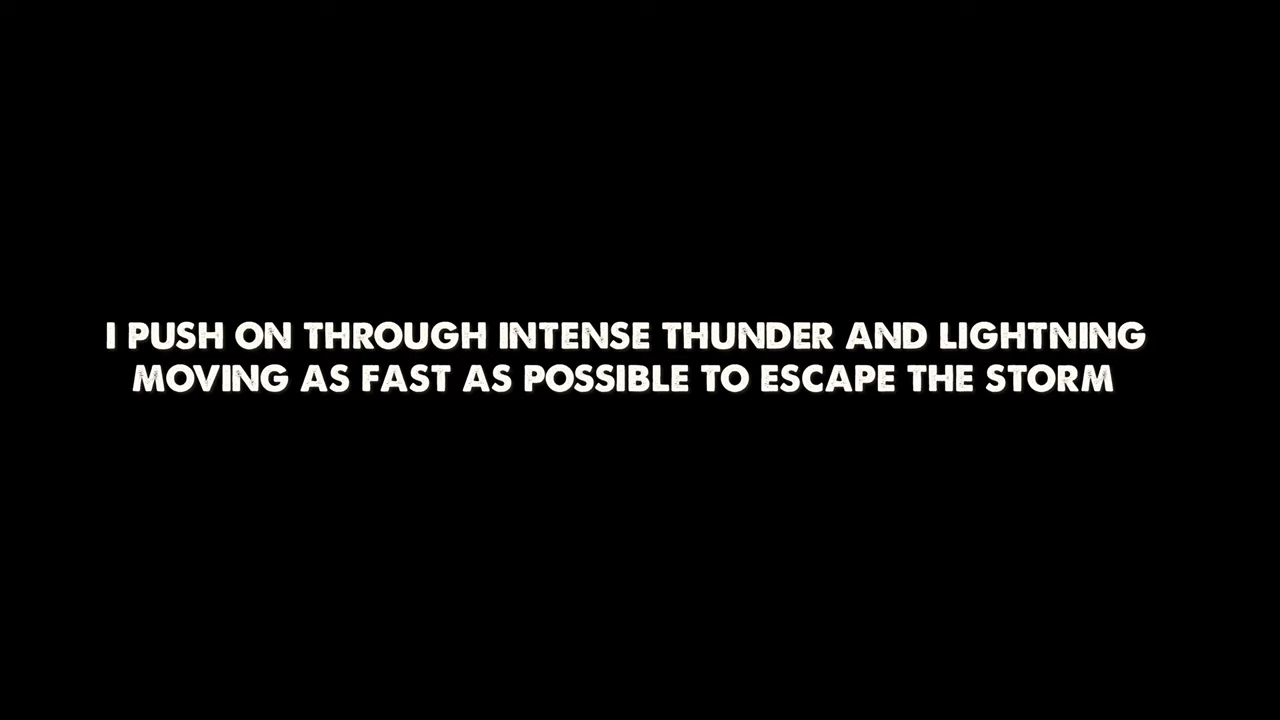 I PUSH ON THROUGH INTENSE THUNDER AND LIGHTNING
MOVING AS FAST AS POSSIBLE TO ESCAPE THE STORM